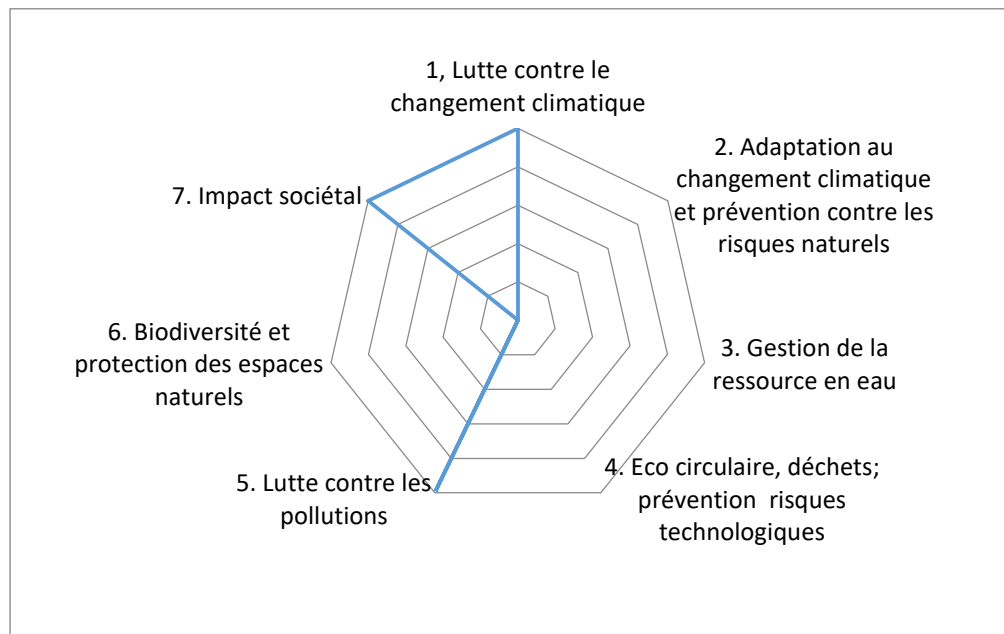 1, Lutte contre le
changement climatique
2. Adaptation au
changement climatique
et prévention contre les
risques naturels
3. Gestion de la
ressource en eau
4. Eco circulaire, déchets;
prévention risques
technologiques
5. Lutte contre les
pollutions
6. Biodiversité et
protection des espaces
naturels
7. Impact sociétal